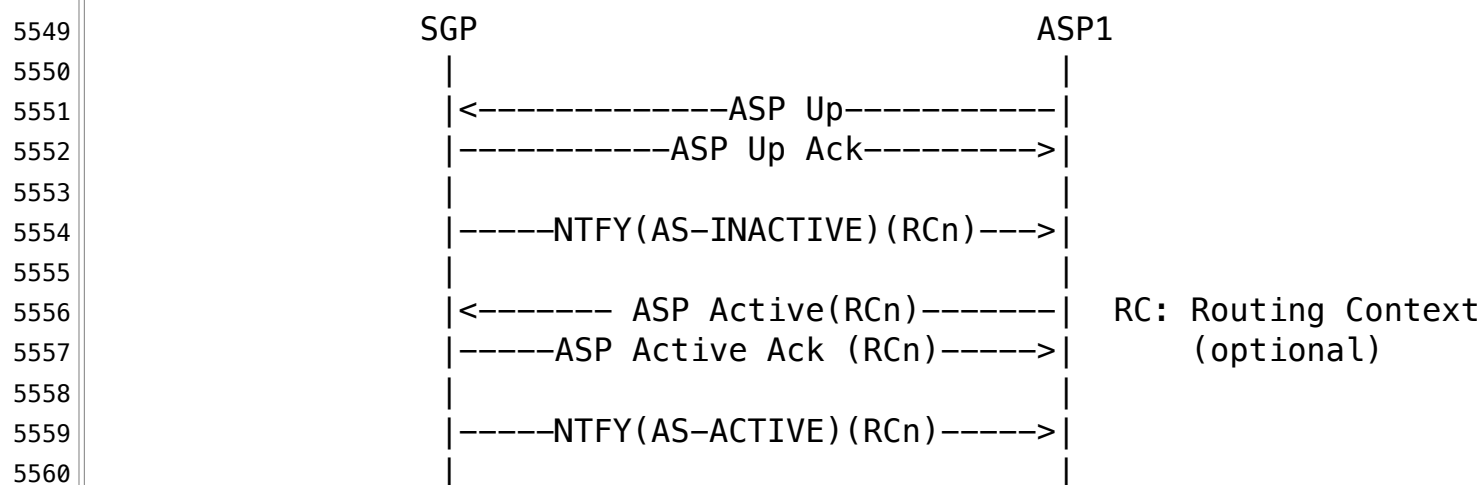 5549 SGP ASP1
5550 | |
5551 |<-------------ASP Up-----------|
5552 |-----------ASP Up Ack--------->|
5553 | |
5554 |-----NTFY(AS-INACTIVE)(RCn)--->|
5555 | |
5556 |<------- ASP Active(RCn)-------| RC: Routing Context
5557 |-----ASP Active Ack (RCn)----->| (optional)
5558 | |
5559 |-----NTFY(AS-ACTIVE)(RCn)----->|
5560 | |